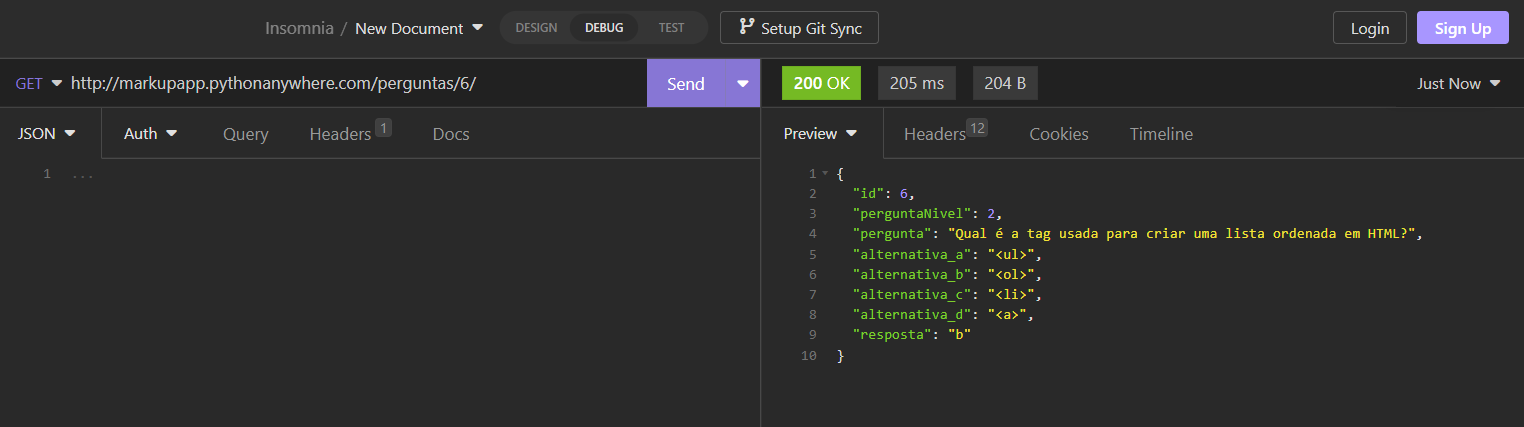 Insomnia / New Document DESIGN DEBUG TEST Setup Git Sync Login Sign Up
GET http://markupapp.pythonanywhere.com/perguntas/6/ Send 200 OK 205 ms 204 B Just Now
JSON Auth Query Headers 1 Docs Preview Headers 12 Cookies Timeline
1 ...
1 {
2 "id": 6,
3 "perguntaNivel": 2,
4 "pergunta": "Qual é a tag usada para criar uma lista ordenada em HTML?",
5 "alternativa_a": "<ul>",
6 "alternativa_b": "<ol>",
7 "alternativa_c": "<li>",
8 "alternativa_d": "<a>",
9 "resposta": "b"
10 }